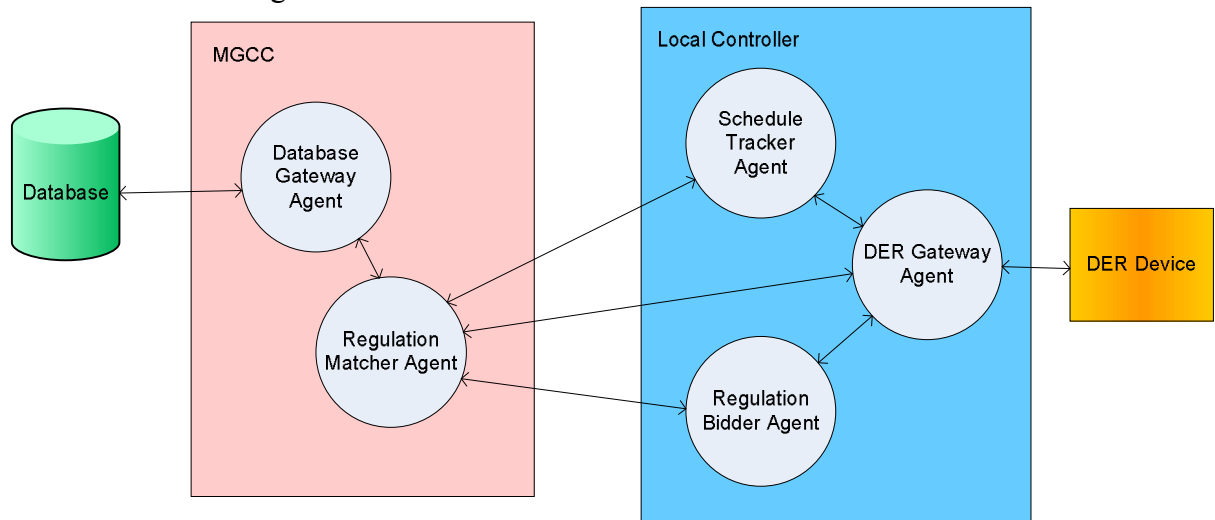 MGCC
Local Controller
Database
Database
Gateway
Agent
Regulation
Matcher Agent
Schedule
Tracker
Agent
DER Gateway
Agent
Regulation
Bidder Agent
DER Device